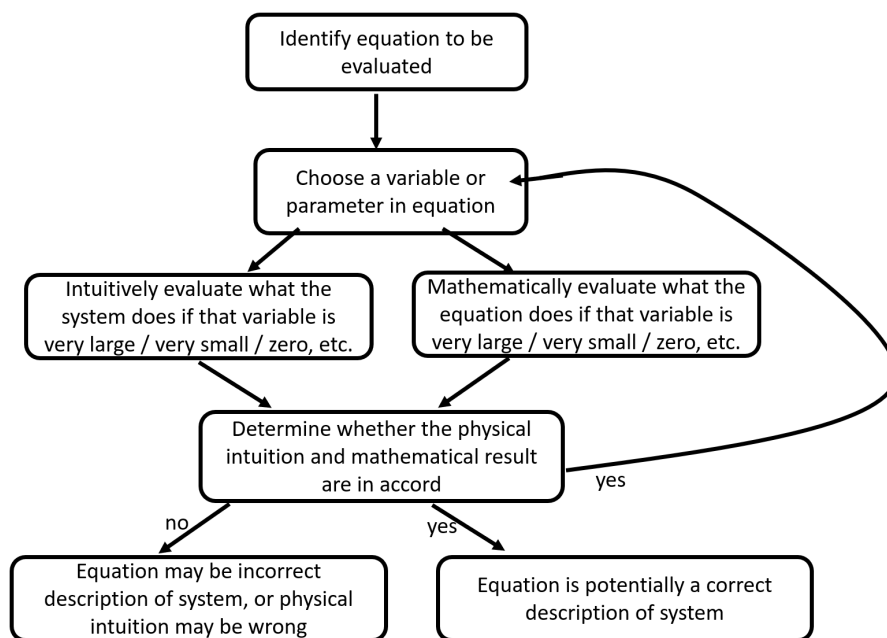 Identify equation to be
evaluated
Choose a variable or
parameter in equation
Intuitively evaluate what the
system does if that variable is
very large / very small / zero, etc.
Mathematically evaluate what the
equation does if that variable is
very large / very small / zero, etc.
Determine whether the physical
intuition and mathematical result
are in accord
yes
no
yes
Equation may be incorrect
description of system, or physical
intuition may be wrong
Equation is potentially a correct
description of system